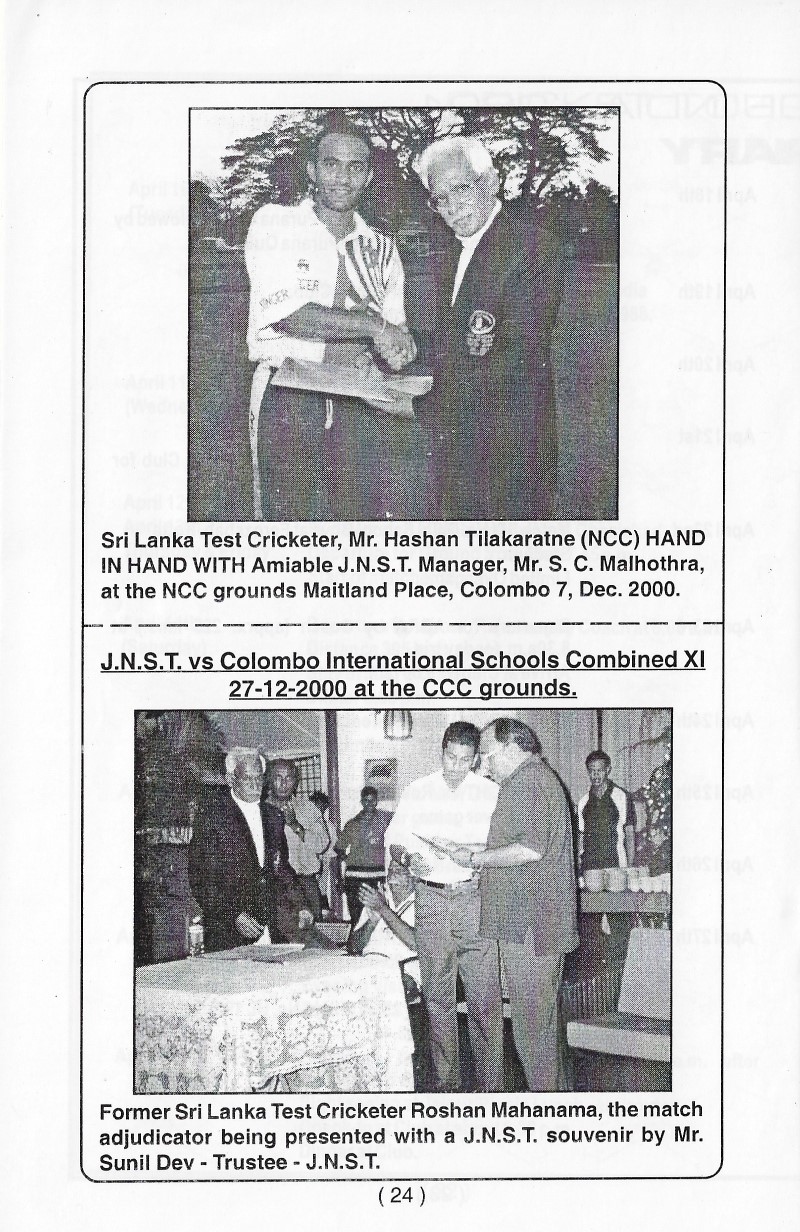 SINGER
Sri Lanka Test Cricketer, Mr. Hashan Tilakaratne (NCC) HAND
IN HAND WITH Amiable J.N.S.T. Manager, Mr. S. C. Malhothra,
at the NCC grounds Maitland Place, Colombo 7, Dec. 2000.
J.N.S.T. vs Colombo International Schools Combined XI
27-12-2000 at the CCC grounds.
Former Sri Lanka Test Cricketer Roshan Mahanama, the match
adjudicator being presented with a J.N.S.T. souvenir by Mr.
Sunil Dev - Trustee - J.N.S.T.
( 24 )